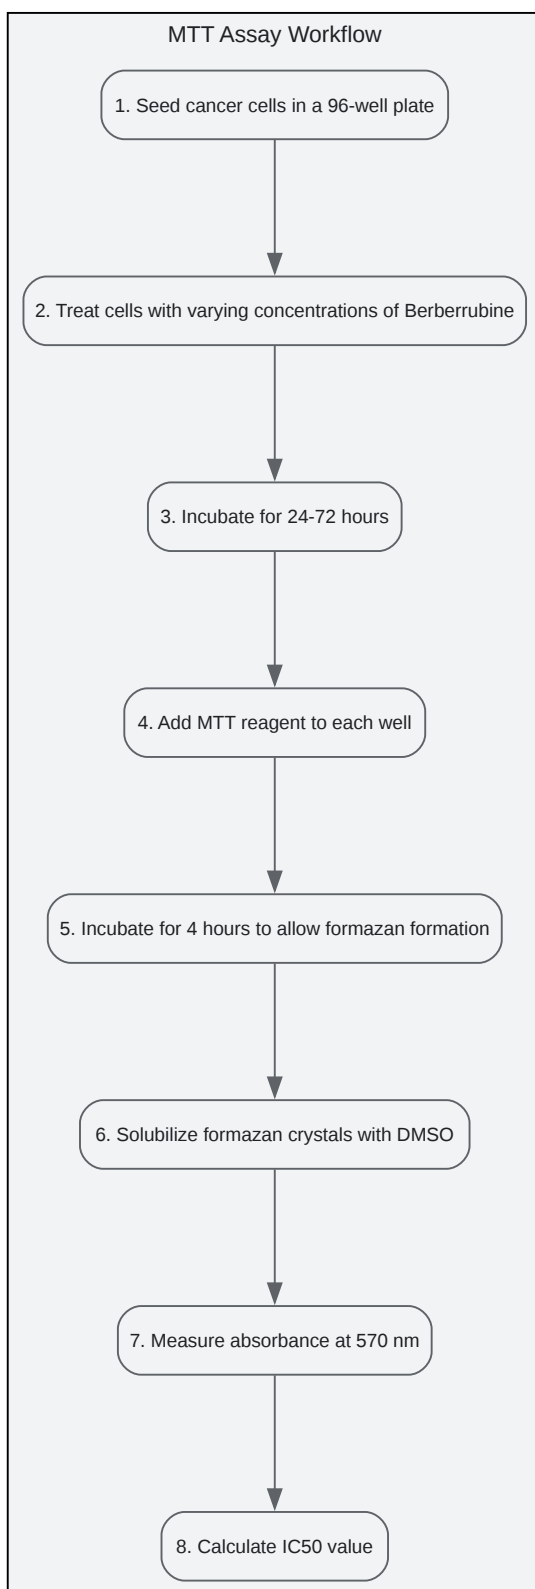 MTT Assay Workflow
1. Seed cancer cells in a 96-well plate
2. Treat cells with varying concentrations of Berberrubine
3. Incubate for 24-72 hours
4. Add MTT reagent to each well
5. Incubate for 4 hours to allow formazan formation
6. Solubilize formazan crystals with DMSO
7. Measure absorbance at 570 nm
8. Calculate IC50 value